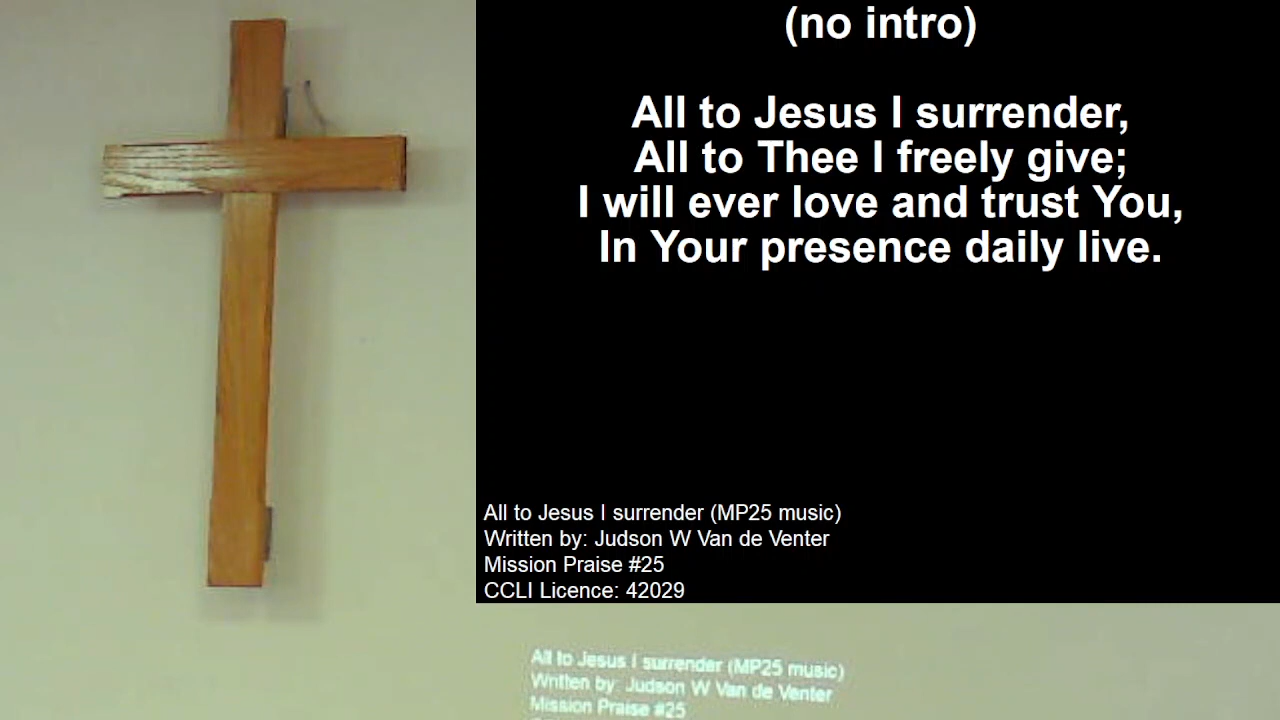 (no intro)
All to Jesus I surrender,
All to Thee I freely give;
I will ever love and trust You,
In Your presence daily live.
All to Jesus I surrender (MP25 music)
Written by: Judson W Van de Venter
Mission Praise #25
CCLI Licence: 42029
All to Jesus I surrender (MP25 music)
Written by: Judson W Van de Venter
Mission Praise #25